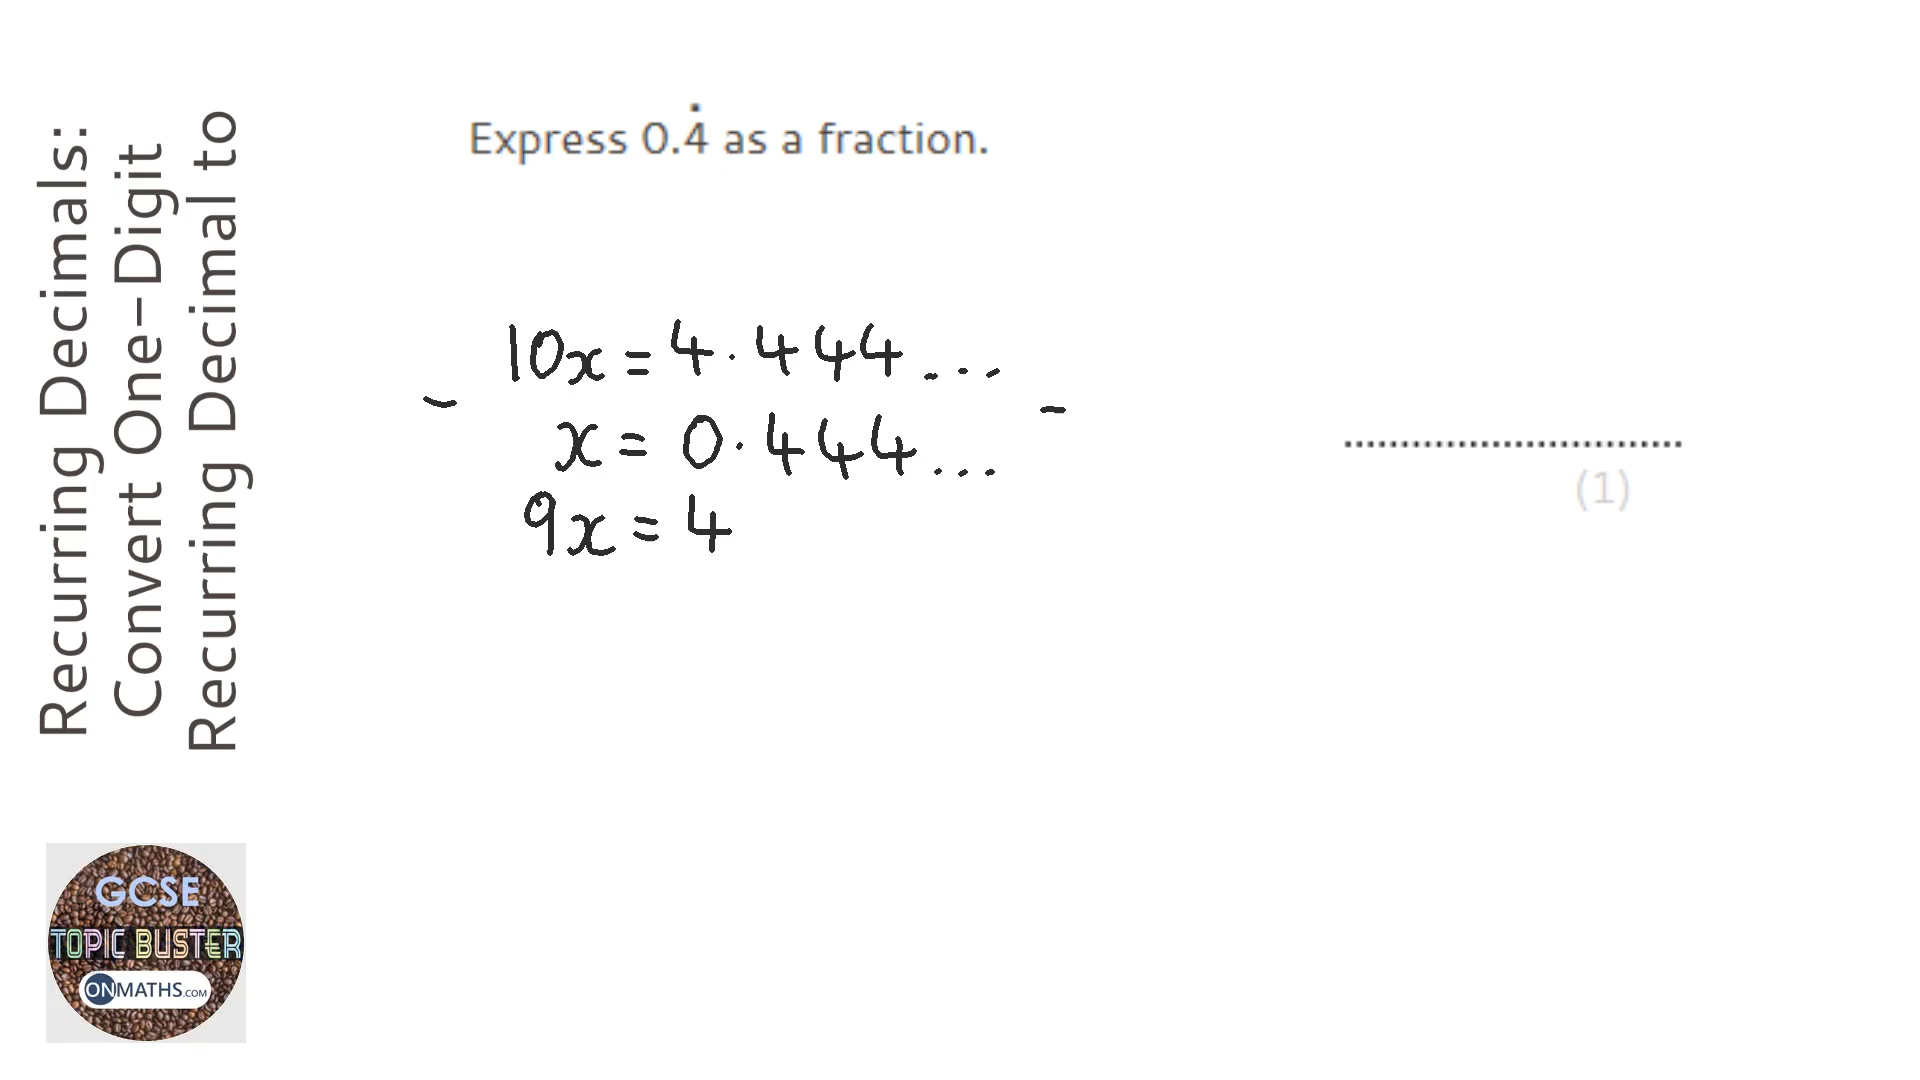 Recurring Decimals:
Convert One-Digit
Recurring Decimal to
Express 0.4̇ as a fraction.
10x = 4.444...
- -
x = 0.444...
9x = 4
(1)
GCSE
TOPIC BUSTER
ONMATHS.COM